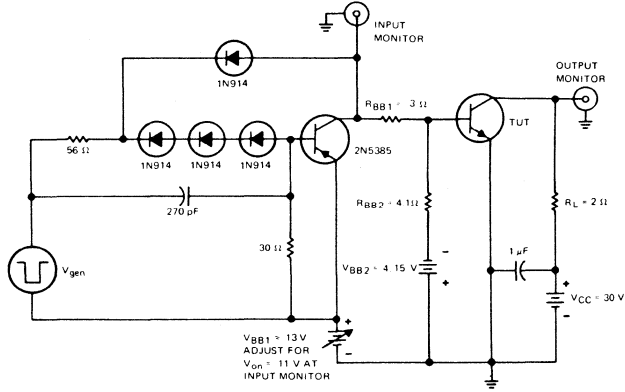 INPUT
MONITOR
1N914
OUTPUT
MONITOR
RBB1 = 3 Ω
TUT
56 Ω
1N914
1N914
1N914
2N5385
270 pF
RBB2 = 4.1Ω
RL = 2 Ω
30 Ω
1 µF
Vgen
VBB2 = 4.15 V
-
+
+
-
VCC = 30 V
VBB1 ≈ 13 V
ADJUST FOR
Von = 11 V AT
INPUT MONITOR
+
-